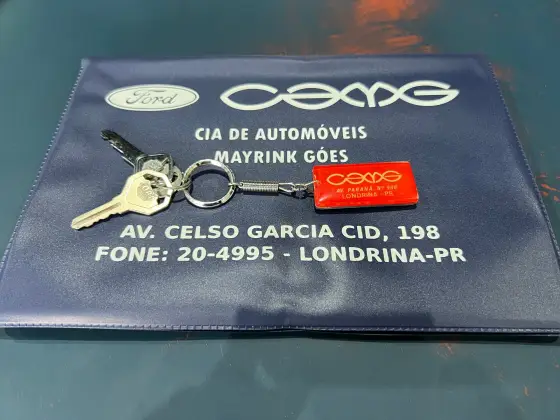 Ford CAMG
CIA DE AUTOMÓVEIS
MAYRINK GÓES
CAMG
AV. PARANÁ Nº
LONDRINA - PR
AV. CELSO GARCIA CID, 198
FONE: 20-4995 - LONDRINA-PR